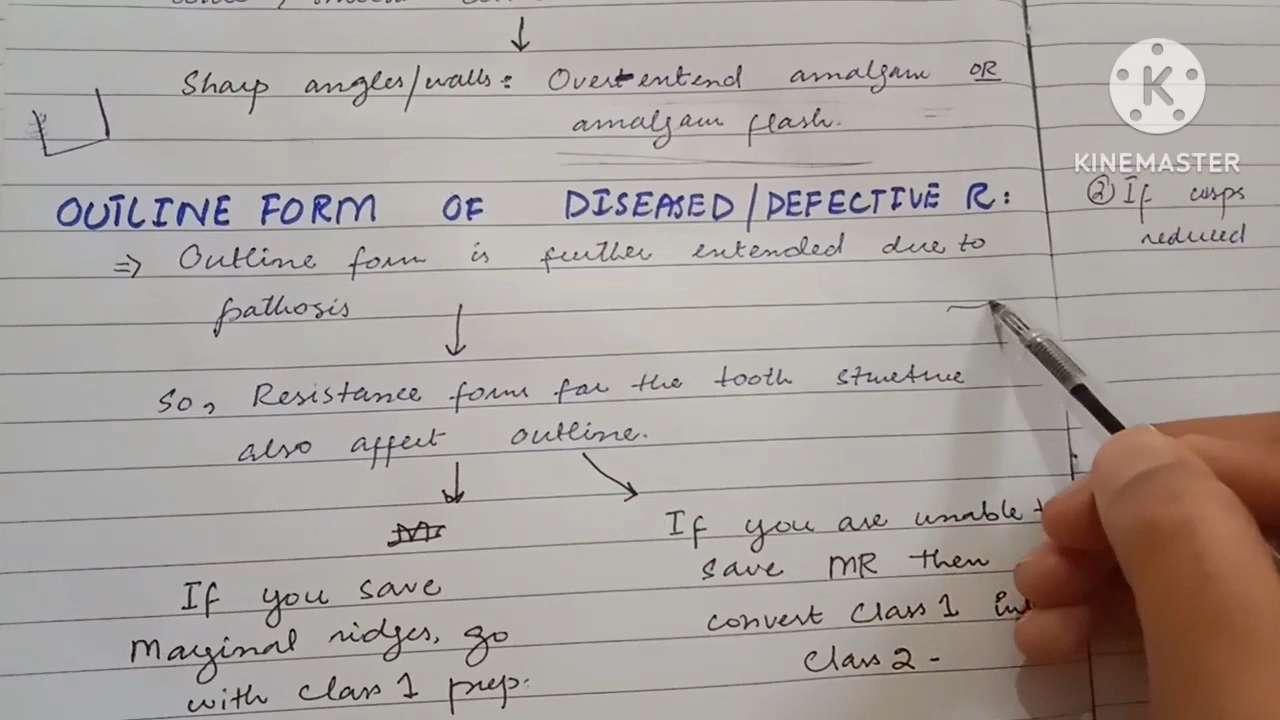 Sharp angles/walls: Overextend amalgam OR
amalgam flash.
OUTLINE FORM OF DISEASED/DEFECTIVE R:
⇒ Outline form is further extended due to
pathosis
So, Resistance form for the tooth structure
also affect outline.
If you save
Marginal ridges, go
with class 1 prep.
If you are unable
save MR then
convert Class 1
Class 2 -
② If cusps
reduced
K
KINEMASTER